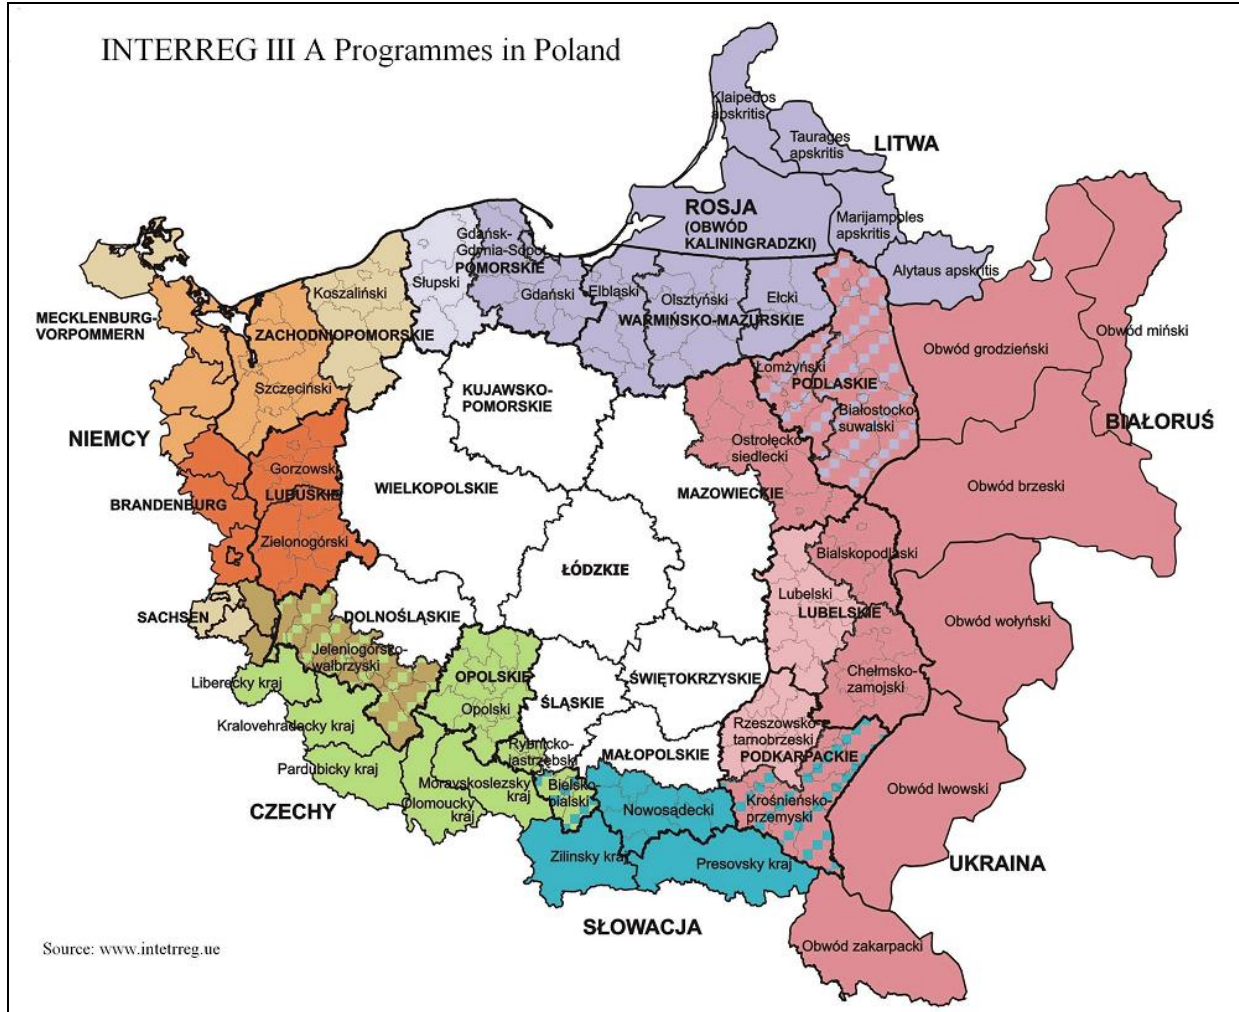 INTERREG III A Programmes in Poland
Klaipedos
apskritis
Taurages
apskritis
LITWA
ROSJA
(OBWÓD
KALININGRADZKI)
Marijampoles
apskritis
Alytaus apskritis
Gdańsk-
Gdynia-Sopot
POMORSKIE
Słupski
Gdański
Elbląski
Olsztyński
Ełcki
WARMIŃSKO-MAZURSKIE
Koszaliński
MECKLENBURG-
VORPOMMERN
ZACHODNIOPOMORSKIE
Szczeciński
Obwód miński
Obwód grodzieński
Łomżyński
PODLASKIE
Białostocko-
suwalski
BIAŁORUŚ
KUJAWSKO-
POMORSKIE
NIEMCY
Ostrołęcko-
siedlecki
Gorzowski
LUBUSKIE
BRANDENBURG
WIELKOPOLSKIE
MAZOWIECKIE
Obwód brzeski
Zielonogórski
Bialskopodlaski
ŁÓDZKIE
Lubelski
LUBELSKIE
SACHSEN
DOLNOŚLĄSKIE
Obwód wołyński
Jeleniogórsko-
wałbrzyski
Liberecky kraj
OPOLSKIE
Opolski
ŚWIĘTOKRZYSKIE
Chełmsko-
zamojski
ŚLĄSKIE
Kralovehradecky kraj
Rzeszowsko-
tarnobrzeski
PODKARPACKIE
Rybnicko-
jastrzębski
MAŁOPOLSKIE
Pardubicky kraj
Moravskoslezsky
kraj
Bielsko-
bialski
Olomoucky
kraj
CZECHY
Nowosądecki
Krośnieńsko-
przemyski
Obwód lwowski
Zilinsky kraj
Presovsky kraj
UKRAINA
SŁOWACJA
Obwód zakarpacki
Source: www.intetrreg.ue